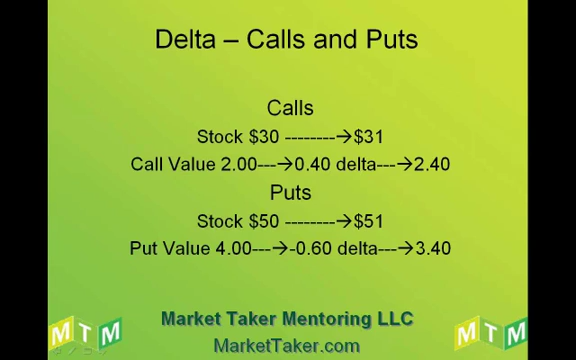 Delta – Calls and Puts
Calls
Stock $30 --------→$31
Call Value 2.00---→0.40 delta---→2.40
Puts
Stock $50 --------→$51
Put Value 4.00---→-0.60 delta---→3.40
Market Taker Mentoring LLC
MTM MarketTaker.com MTM